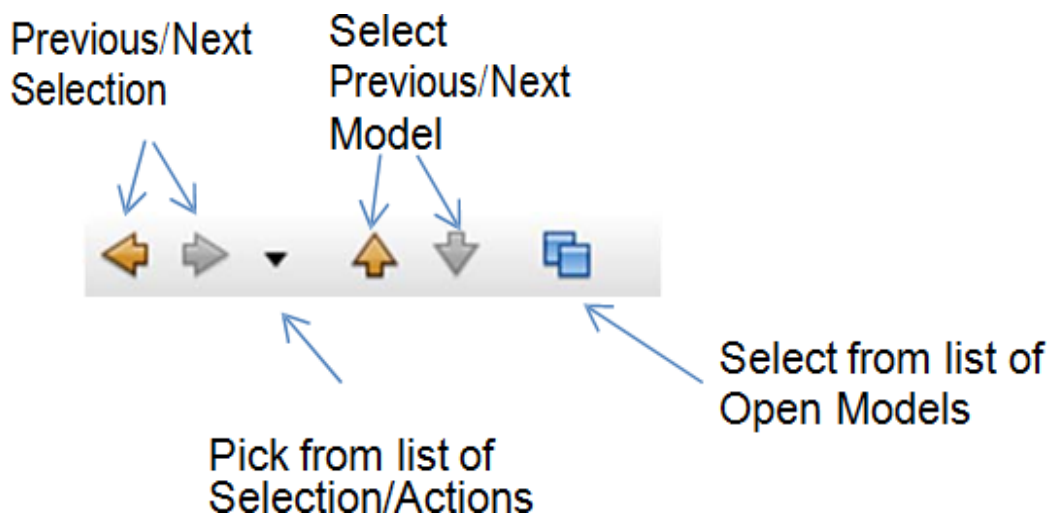 Previous/Next
Selection
Select
Previous/Next
Model
Select from list of
Open Models
Pick from list of
Selection/Actions